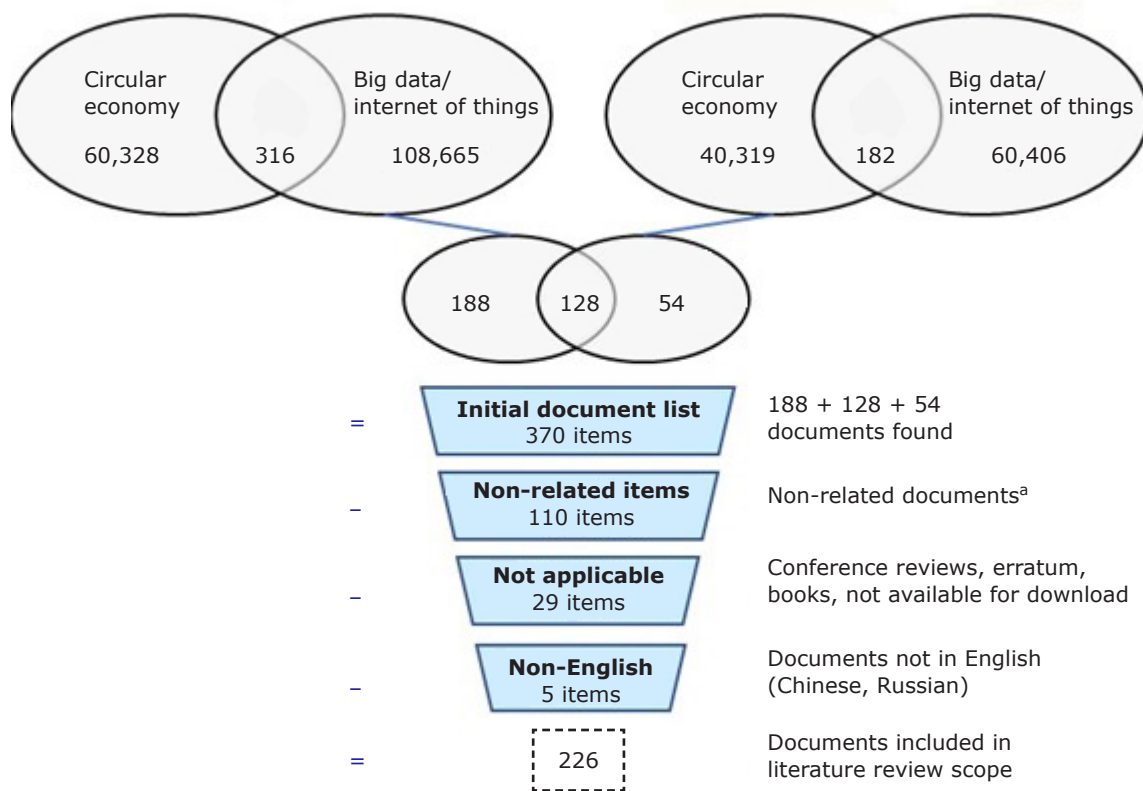 Circular
economy
Big data/
internet of things
60,328
316
108,665
Circular
economy
Big data/
internet of things
40,319
182
60,406
188
128
54
=
Initial document list
370 items
188 + 128 + 54
documents found
–
Non-related items
110 items
Non-related documentsª
–
Not applicable
29 items
Conference reviews, erratum,
books, not available for download
–
Non-English
5 items
Documents not in English
(Chinese, Russian)
=
226
Documents included in
literature review scope